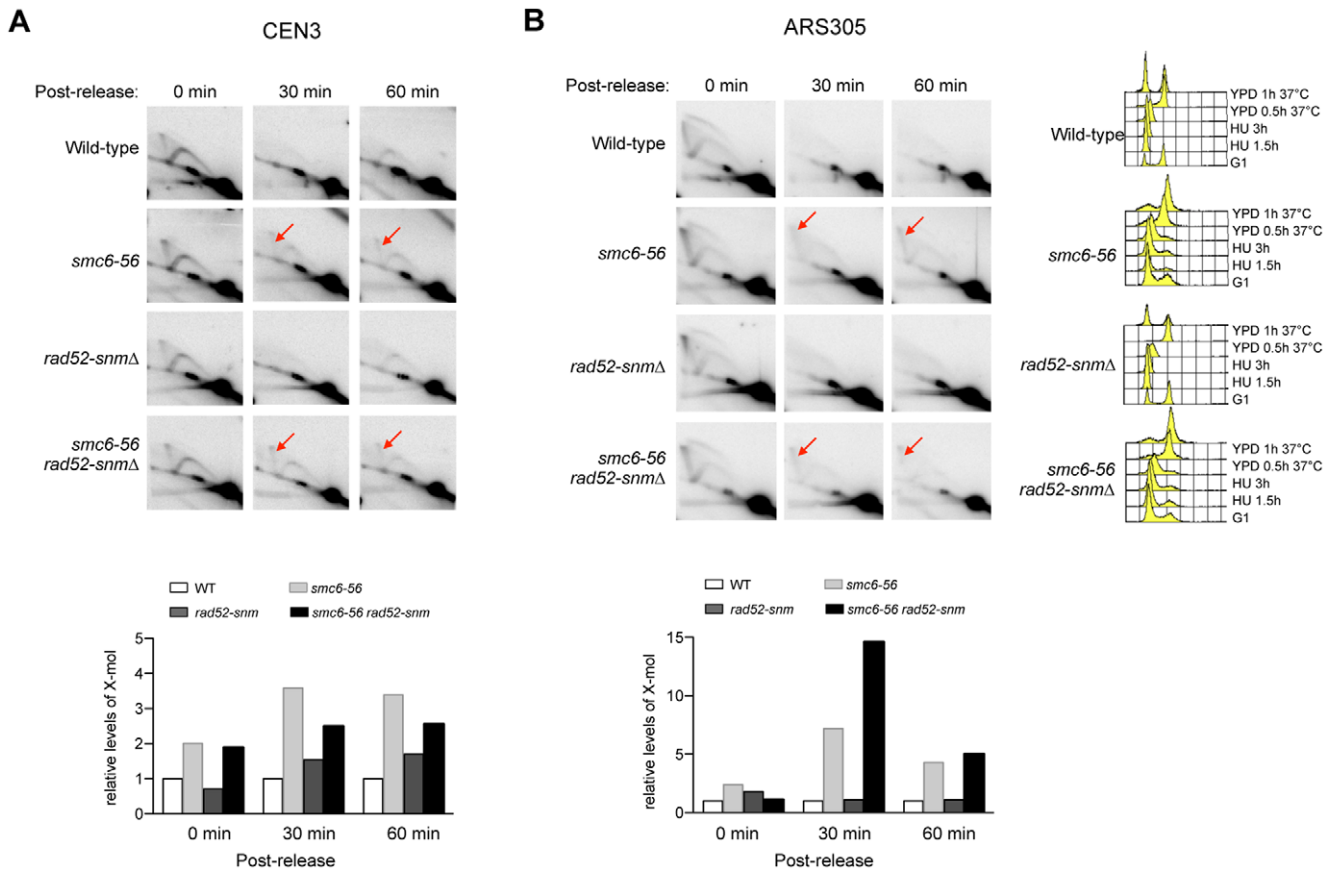 A
CEN3
Post-release: 0 min 30 min 60 min
Wild-type
smc6-56
rad52-snmΔ
smc6-56
rad52-snmΔ
WT smc6-56
rad52-snm smc6-56 rad52-snm
relative levels of X-mol
5
4
3
2
1
0
0 min 30 min 60 min
Post-release
B
ARS305
Post-release: 0 min 30 min 60 min
Wild-type
smc6-56
rad52-snmΔ
smc6-56
rad52-snmΔ
Wild-type
YPD 1h 37°C
YPD 0.5h 37°C
HU 3h
HU 1.5h
G1
smc6-56
YPD 1h 37°C
YPD 0.5h 37°C
HU 3h
HU 1.5h
G1
rad52-snmΔ
YPD 1h 37°C
YPD 0.5h 37°C
HU 3h
HU 1.5h
G1
smc6-56
rad52-snmΔ
YPD 1h 37°C
YPD 0.5h 37°C
HU 3h
HU 1.5h
G1
WT smc6-56
rad52-snm smc6-56 rad52-snm
relative levels of X-mol
15
10
5
0
0 min 30 min 60 min
Post-release